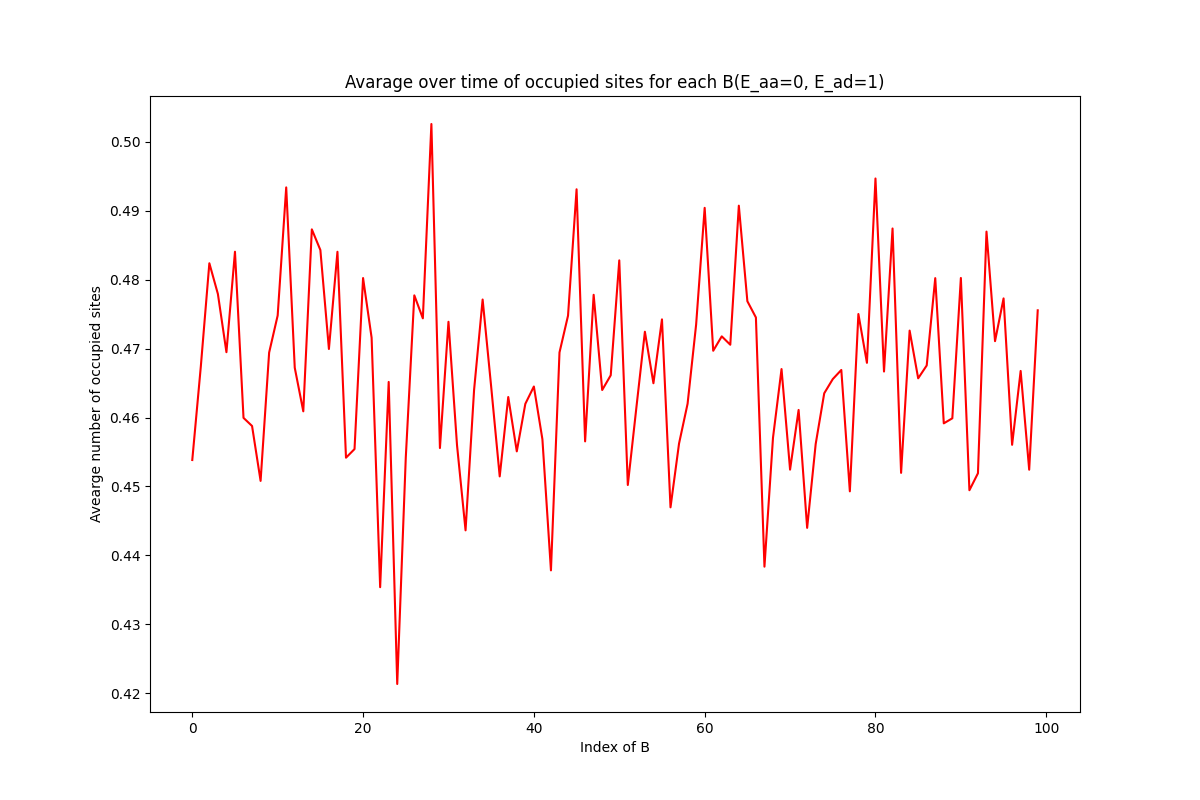 Avarage over time of occupied sites for each B(E_aa=0, E_ad=1)
Avearge number of occupied sites
0.50
0.49
0.48
0.47
0.46
0.45
0.44
0.43
0.42
0 20 40 60 80 100
Index of B